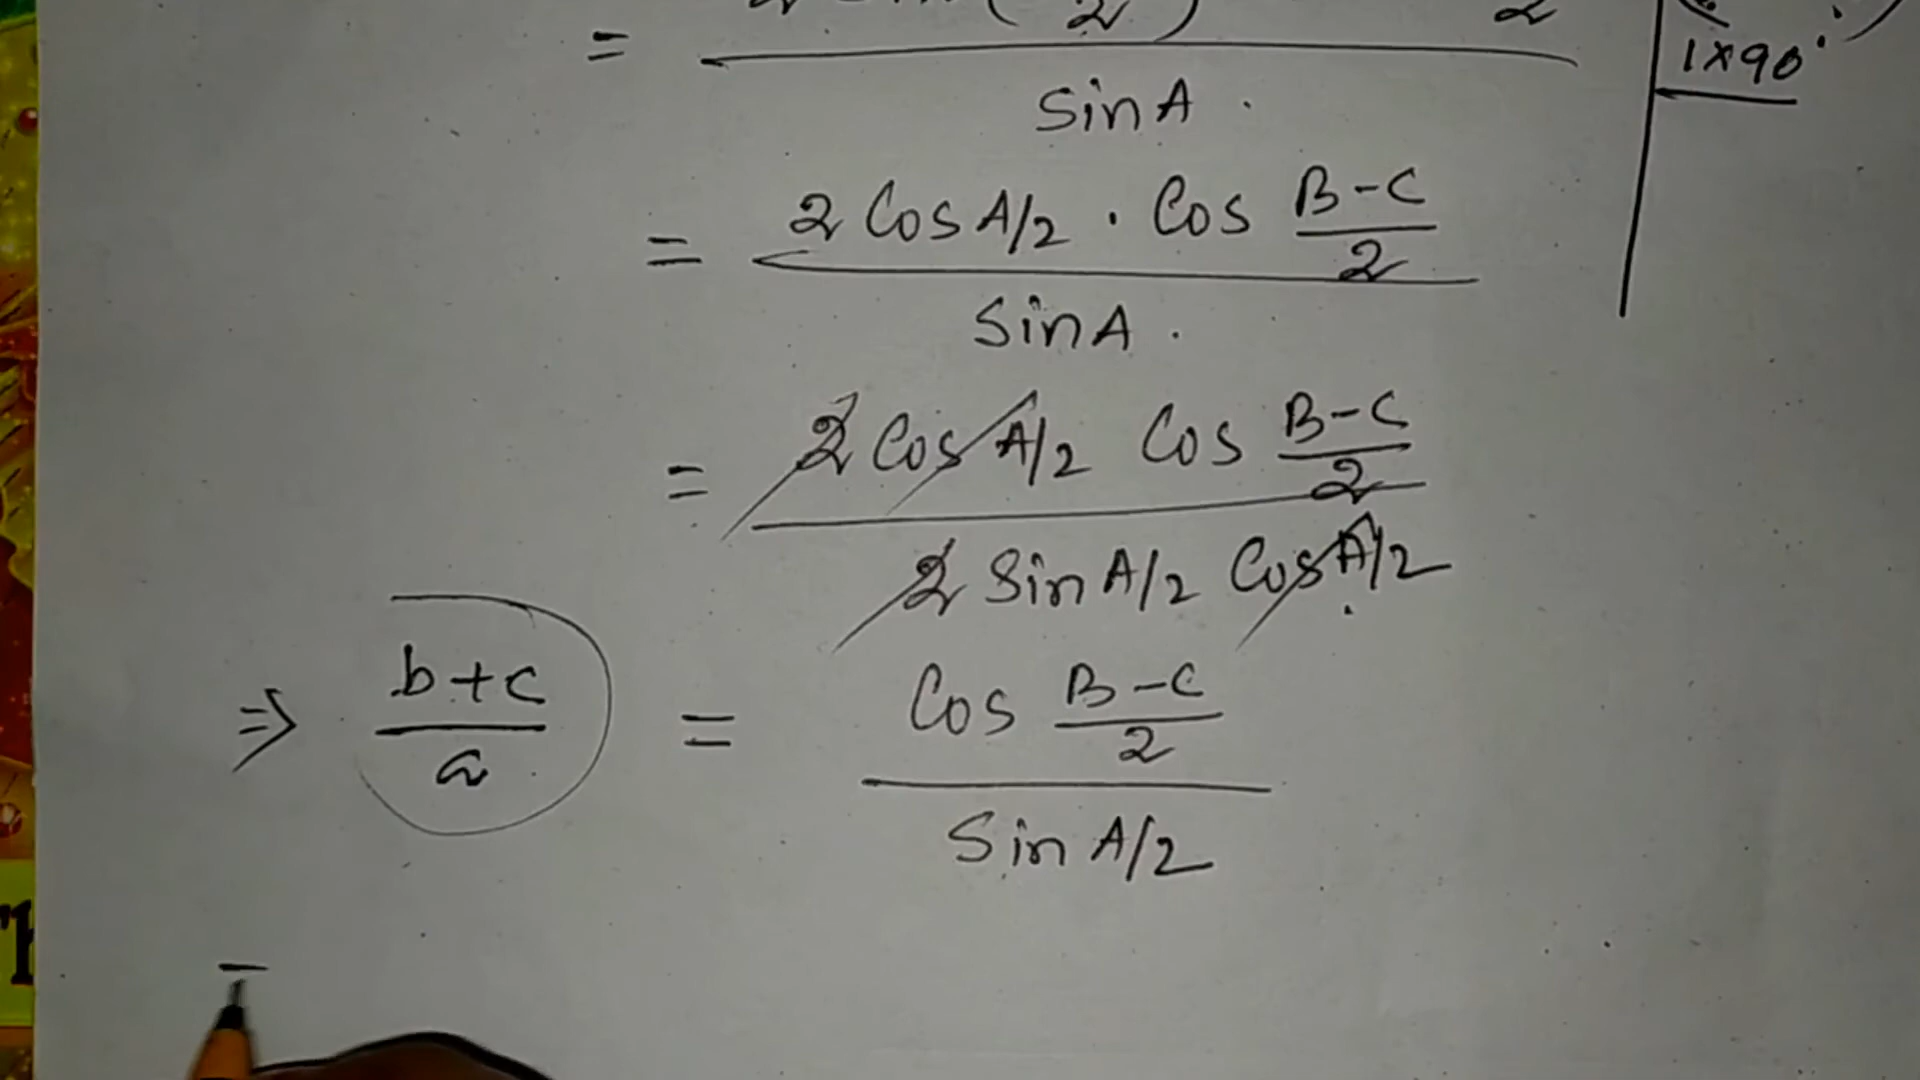 =
Sin A .
1×90°
= 2 Cos A/2 . Cos B-C/2
Sin A .
= 2 Cos A/2 Cos B-C/2
2 Sin A/2 Cos A/2
⇒ b+c/a = Cos B-C/2
Sin A/2